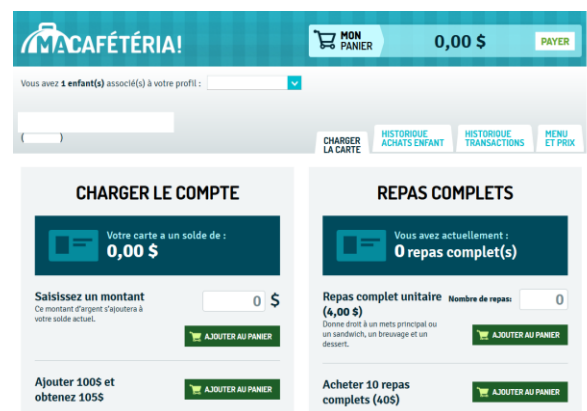 MACAFÉTÉRIA!
MON
PANIER
0,00 $
PAYER
Vous avez 1 enfant(s) associé(s) à votre profil :
( )
CHARGER
LA CARTE
HISTORIQUE
ACHATS ENFANT
HISTORIQUE
TRANSACTIONS
MENU
ET PRIX
CHARGER LE COMPTE
Votre carte a un solde de :
0,00 $
Saisissez un montant
Ce montant d'argent s'ajoutera à
votre solde actuel.
0 $
AJOUTER AU PANIER
Ajouter 100$ et
obtenez 105$
AJOUTER AU PANIER
REPAS COMPLETS
Vous avez actuellement :
0 repas complet(s)
Repas complet unitaire
(4,00 $)
Donne droit à un mets principal ou
un sandwich, un breuvage et un
dessert.
Nombre de repas:
0
AJOUTER AU PANIER
Acheter 10 repas
complets (40$)
AJOUTER AU PANIER